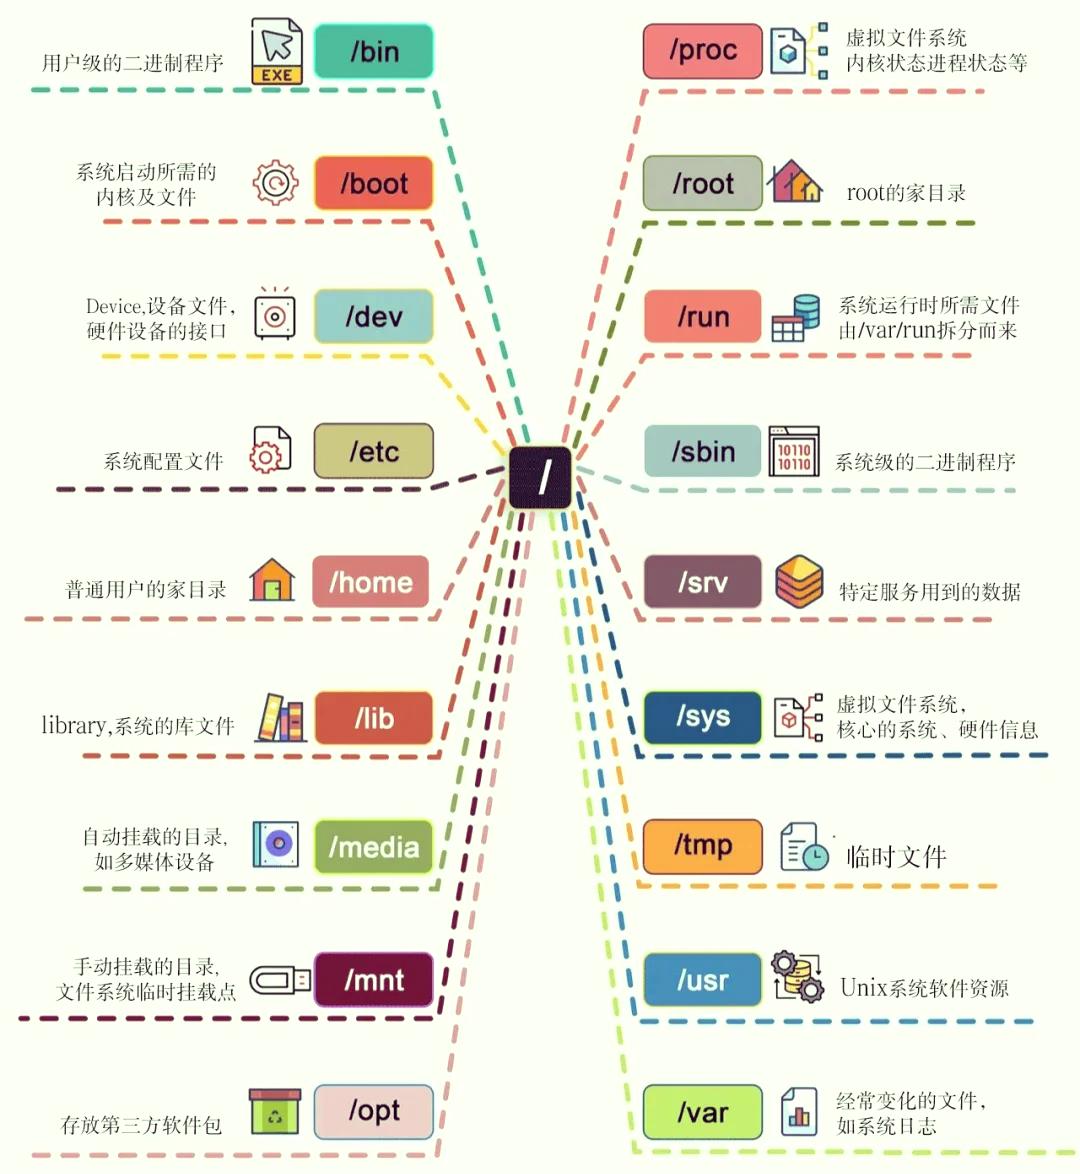 用户级的二进制程序
EXE
/bin
系统启动所需的
内核及文件
/boot
Device,设备文件,
硬件设备的接口
/dev
系统配置文件
/etc
普通用户的家目录
/home
library,系统的库文件
/lib
自动挂载的目录,
如多媒体设备
/media
手动挂载的目录,
文件系统临时挂载点
/mnt
存放第三方软件包
/opt
/
/proc
虚拟文件系统
内核状态进程状态等
/root
root的家目录
/run
系统运行时所需文件
由/var/run拆分而来
/sbin
10110
10110
系统级的二进制程序
/srv
特定服务用到的数据
/sys
虚拟文件系统,
核心的系统、硬件信息
/tmp
临时文件
/usr
Unix系统软件资源
/var
经常变化的文件,
如系统日志